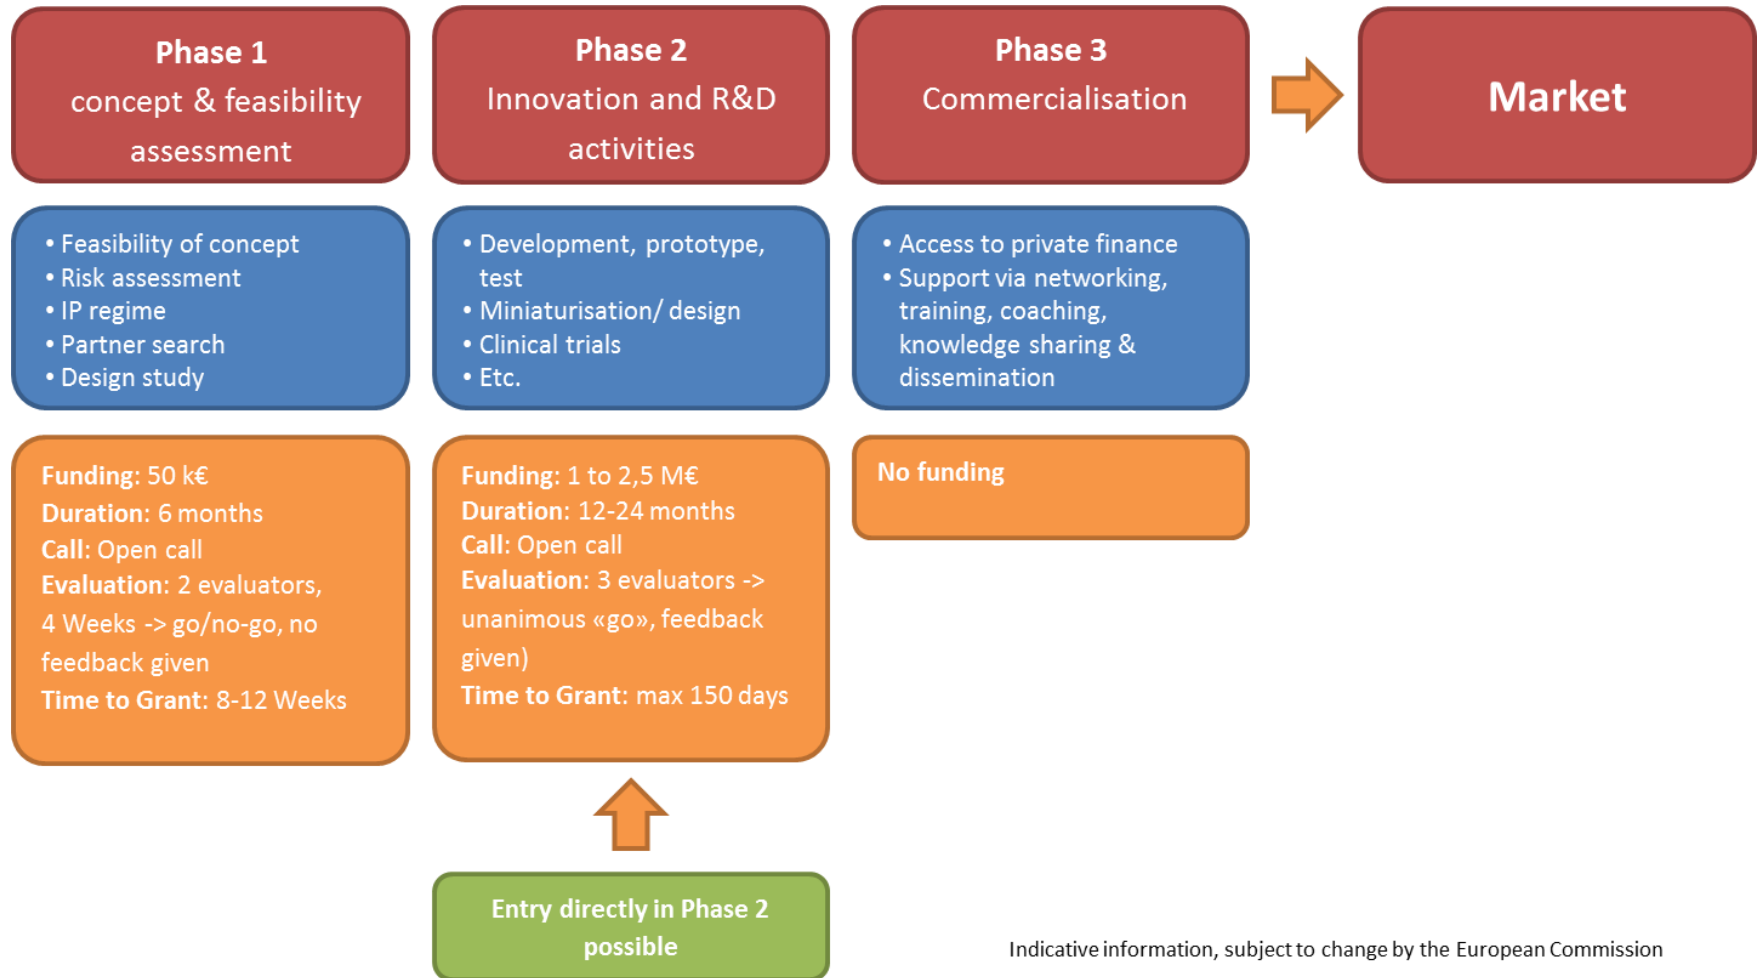 Phase 1
concept & feasibility
assessment
• Feasibility of concept
• Risk assessment
• IP regime
• Partner search
• Design study
Funding: 50 k€
Duration: 6 months
Call: Open call
Evaluation: 2 evaluators,
4 Weeks -> go/no-go, no
feedback given
Time to Grant: 8-12 Weeks
Phase 2
Innovation and R&D
activities
• Development, prototype,
test
• Miniaturisation/ design
• Clinical trials
• Etc.
Funding: 1 to 2,5 M€
Duration: 12-24 months
Call: Open call
Evaluation: 3 evaluators ->
unanimous «go», feedback
given)
Time to Grant: max 150 days
Entry directly in Phase 2
possible
Phase 3
Commercialisation
• Access to private finance
• Support via networking,
training, coaching,
knowledge sharing &
dissemination
No funding
Market
Indicative information, subject to change by the European Commission